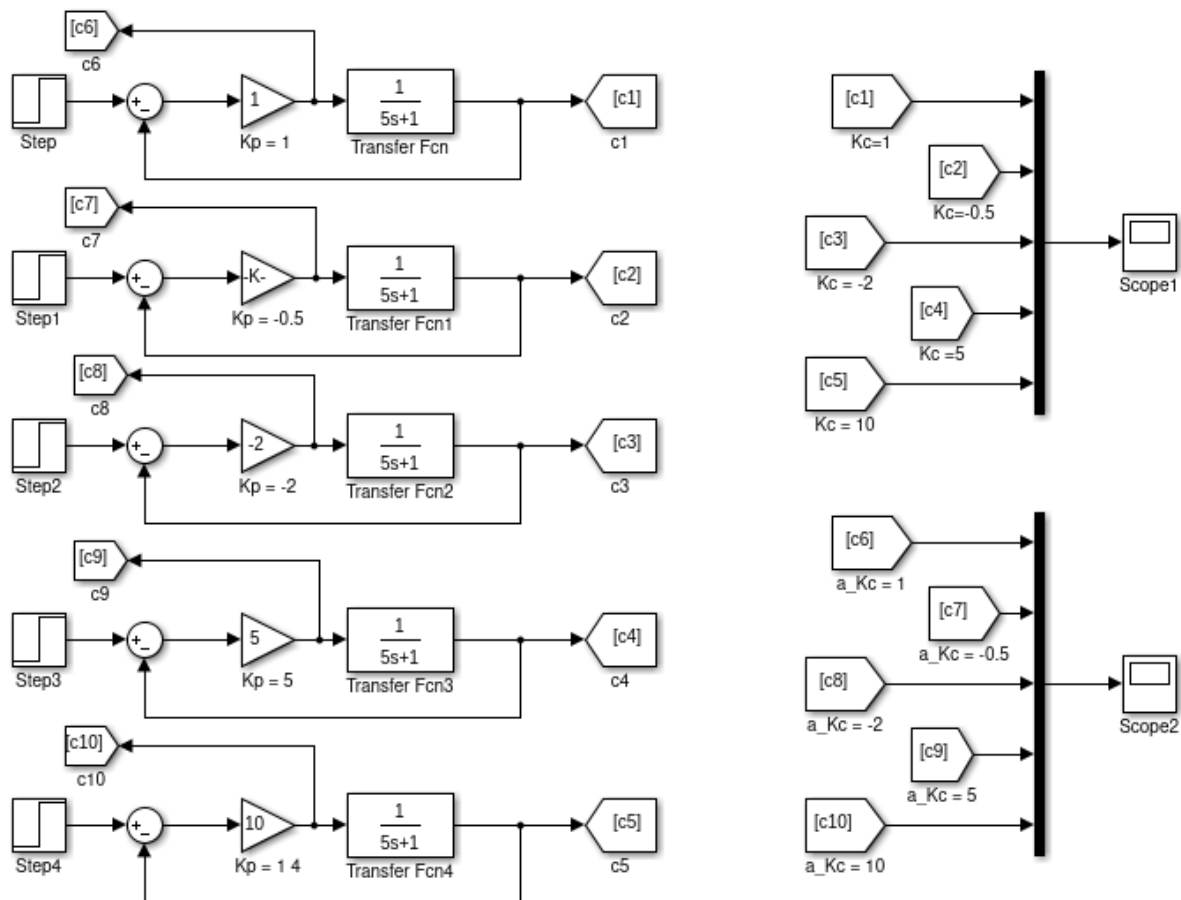 [c6]
c6
Step
+
_
1
Kp = 1
1
5s+1
Transfer Fcn
[c1]
c1
[c7]
c7
Step1
+
_
-K-
Kp = -0.5
1
5s+1
Transfer Fcn1
[c2]
c2
[c8]
c8
Step2
+
_
-2
Kp = -2
1
5s+1
Transfer Fcn2
[c3]
c3
[c9]
c9
Step3
+
_
5
Kp = 5
1
5s+1
Transfer Fcn3
[c4]
c4
[c10]
c10
Step4
+
_
10
Kp = 1 4
1
5s+1
Transfer Fcn4
[c5]
c5
[c1]
Kc=1
[c2]
Kc=-0.5
[c3]
Kc = -2
[c4]
Kc =5
[c5]
Kc = 10
Scope1
[c6]
a_Kc = 1
[c7]
a_Kc = -0.5
[c8]
a_Kc = -2
[c9]
a_Kc = 5
[c10]
a_Kc = 10
Scope2